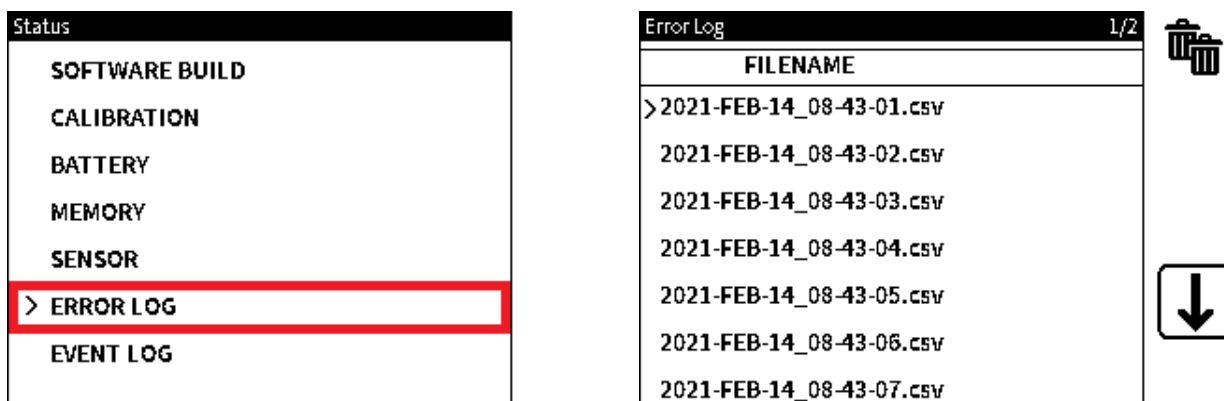 Status
SOFTWARE BUILD
CALIBRATION
BATTERY
MEMORY
SENSOR
> ERROR LOG
EVENT LOG
Error Log 1/2
FILENAME
>2021-FEB-14_08-43-01.csv
2021-FEB-14_08-43-02.csv
2021-FEB-14_08-43-03.csv
2021-FEB-14_08-43-04.csv
2021-FEB-14_08-43-05.csv
2021-FEB-14_08-43-06.csv
2021-FEB-14_08-43-07.csv